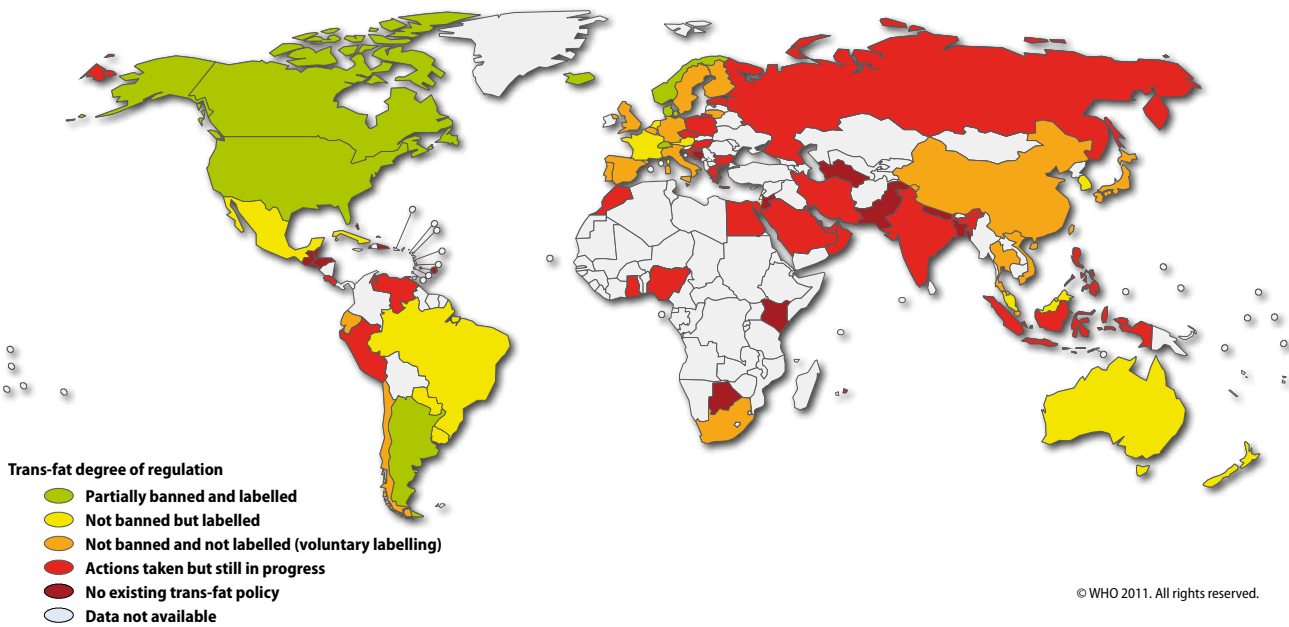 Trans-fat degree of regulation
Partially banned and labelled
Not banned but labelled
Not banned and not labelled (voluntary labelling)
Actions taken but still in progress
No existing trans-fat policy
Data not available
© WHO 2011. All rights reserved.